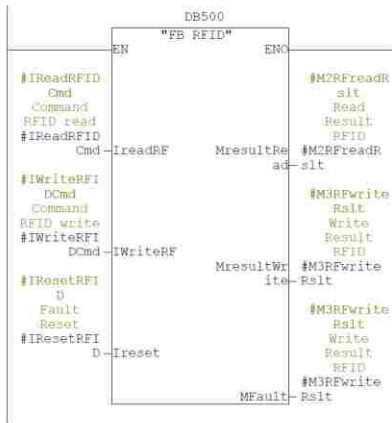 DB500
"FB RFID"
EN ENO
#IReadRFID
Cmd
Command
RFID read
#IReadRFID
Cmd IreadRF
#M2RFreadR
slt
Read
Result
RFID
MresultRe #M2RFreadR
ad slt
#IWriteRFI
DCmd
Command
RFID write
#IWriteRFI
DCmd IWriteRF
#M3RFwrite
Rslt
Write
Result
RFID
MresultWr #M3RFwrite
ite Rslt
#IResetRFI
D
Fault
Reset
#IResetRFI
D Ireset
#M3RFwrite
Rslt
Write
Result
RFID
#M3RFwrite
MFault Rslt